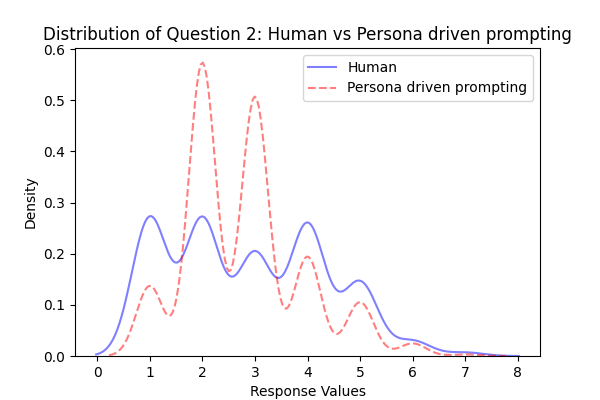 Distribution of Question 2: Human vs Persona driven prompting
Human
Persona driven prompting
Density
0.6
0.5
0.4
0.3
0.2
0.1
0.0
0 1 2 3 4 5 6 7 8
Response Values